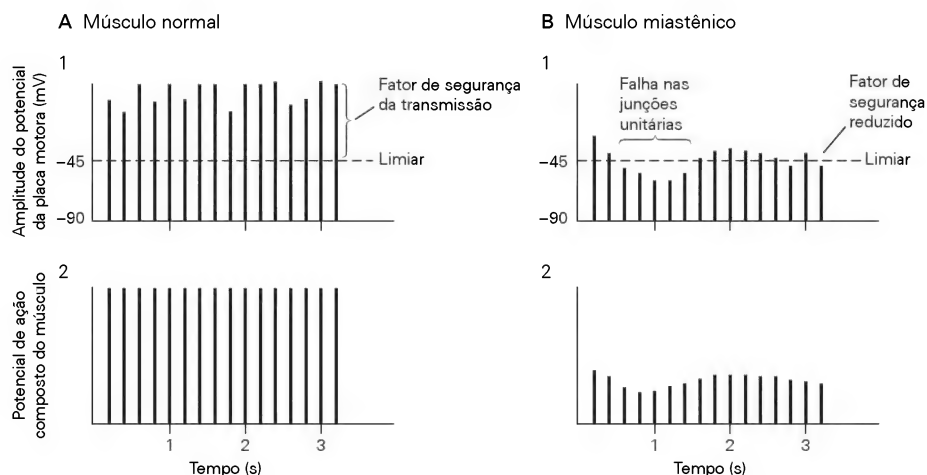 A Músculo normal
1
Amplitude do potencial
da placa motora (mV)
−45
−90
Fator de segurança
da transmissão
Limiar
2
Potencial de ação
composto do músculo
1 2 3
Tempo (s)
B Músculo miastênico
1
−45
−90
Falha nas
junções
unitárias
Fator de
segurança
reduzido
Limiar
2
1 2 3
Tempo (s)